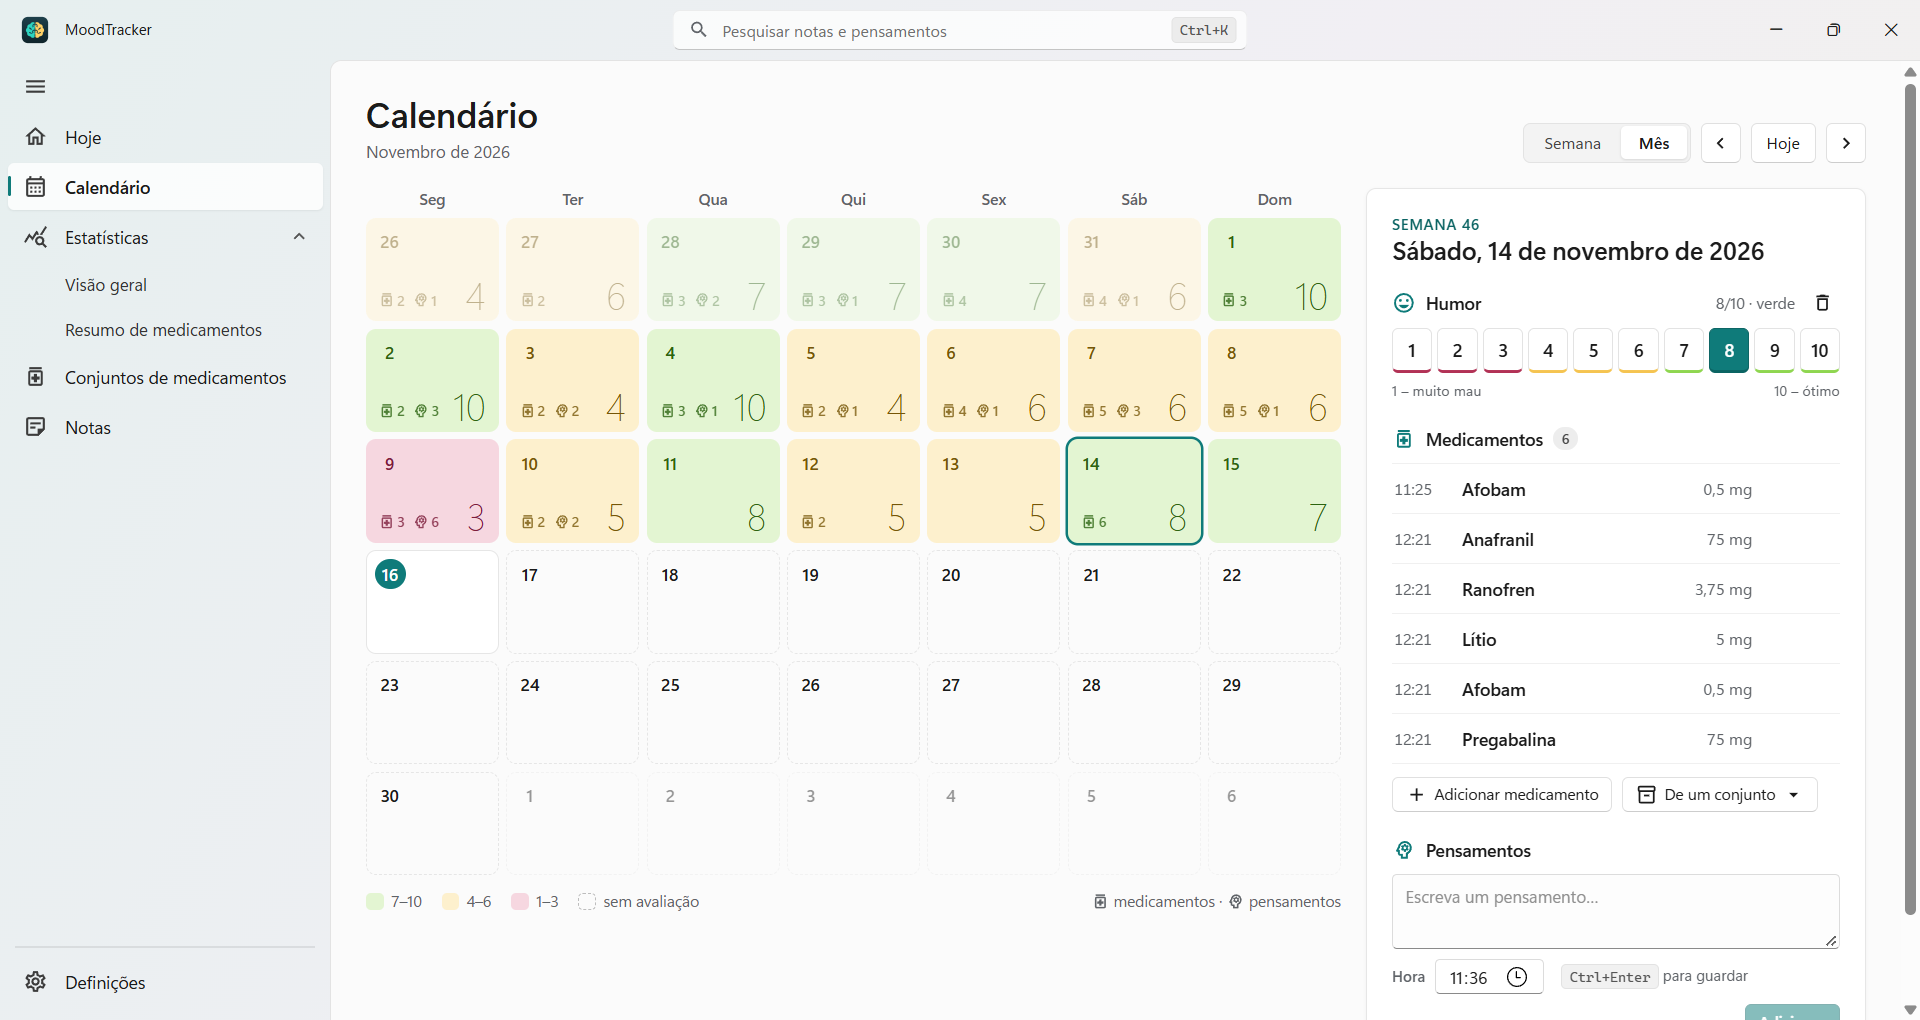 MoodTracker
Pesquisar notas e pensamentos
Ctrl+K
Hoje
Calendário
Estatísticas
Visão geral
Resumo de medicamentos
Conjuntos de medicamentos
Notas
Definições
Calendário
Novembro de 2026
Semana Mês Hoje
Seg Ter Qua Qui Sex Sáb Dom
26 27 28 29 30 31 1
2 1 4 2 6 3 2 7 3 1 7 4 7 4 1 6 3 10
2 3 4 5 6 7 8
2 3 10 2 2 4 3 1 10 2 1 4 4 1 6 5 3 6 5 1 6
9 10 11 12 13 14 15
3 6 3 2 2 5 8 2 5 5 6 8 7
16 17 18 19 20 21 22
23 24 25 26 27 28 29
30 1 2 3 4 5 6
7–10 4–6 1–3 sem avaliação medicamentos · pensamentos
SEMANA 46
Sábado, 14 de novembro de 2026
Humor 8/10 · verde
1 2 3 4 5 6 7 8 9 10
1 – muito mau 10 – ótimo
Medicamentos 6
11:25 Afobam 0,5 mg
12:21 Anafranil 75 mg
12:21 Ranofren 3,75 mg
12:21 Lítio 5 mg
12:21 Afobam 0,5 mg
12:21 Pregabalina 75 mg
Adicionar medicamento De um conjunto
Pensamentos
Escreva um pensamento...
Hora 11:36 Ctrl+Enter para guardar